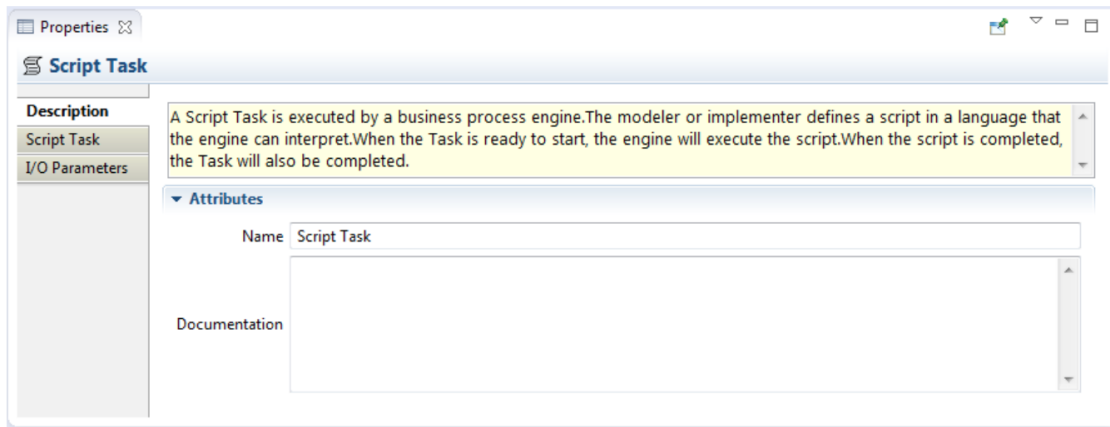 Properties
Script Task
Description
Script Task
I/O Parameters
A Script Task is executed by a business process engine.The modeler or implementer defines a script in a language that
the engine can interpret.When the Task is ready to start, the engine will execute the script.When the script is completed,
the Task will also be completed.
Attributes
Name Script Task
Documentation